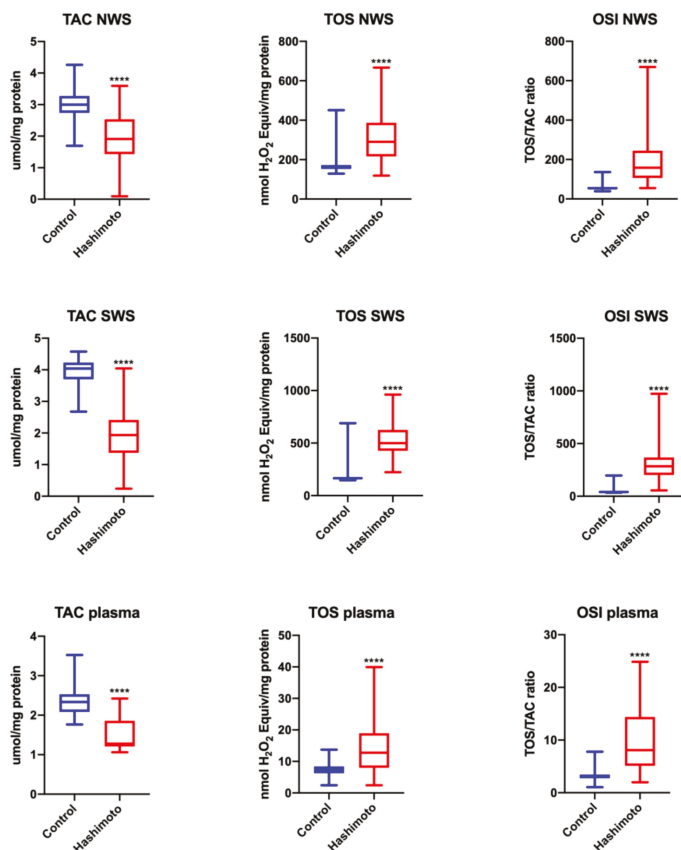 TAC NWS
5
4
3
2
1
0
umol/mg protein
****
Control
Hashimoto
TOS NWS
800
600
400
200
0
nmol H₂O₂ Equiv/mg protein
****
Control
Hashimoto
OSI NWS
800
600
400
200
0
TOS/TAC ratio
****
Control
Hashimoto
TAC SWS
5
4
3
2
1
0
umol/mg protein
****
Control
Hashimoto
TOS SWS
1500
1000
500
0
nmol H₂O₂ Equiv/mg protein
****
Control
Hashimoto
OSI SWS
1500
1000
500
0
TOS/TAC ratio
****
Control
Hashimoto
TAC plasma
4
3
2
1
0
umol/mg protein
****
Control
Hashimoto
TOS plasma
50
40
30
20
10
0
nmol H₂O₂ Equiv/mg protein
****
Control
Hashimoto
OSI plasma
30
20
10
0
TOS/TAC ratio
****
Control
Hashimoto